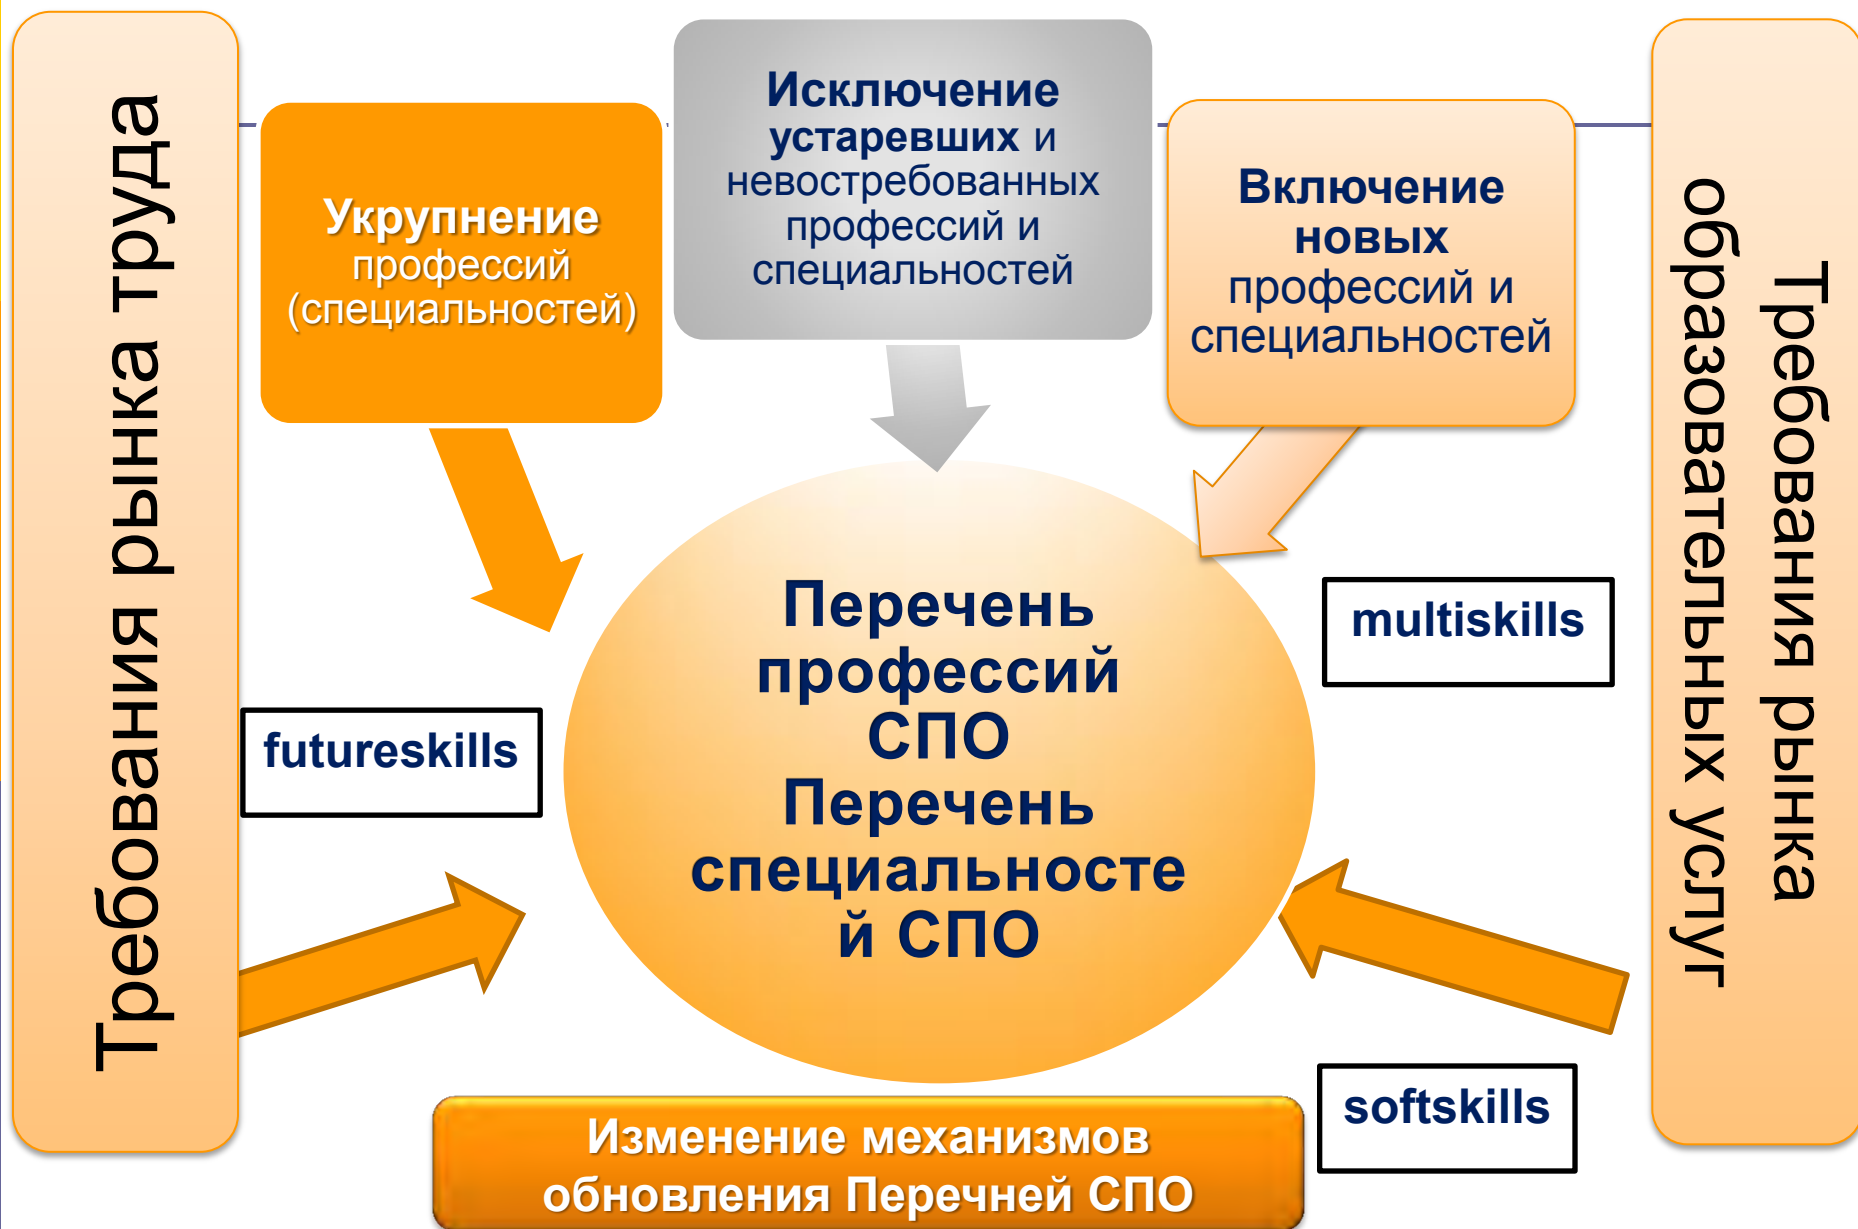 Требования рынка труда
Укрупнение
профессий
(специальностей)
Исключение
устаревших и
невостребованных
профессий и
специальностей
Включение
новых
профессий и
специальностей
Требования рынка
образовательных услуг
futureskills
Перечень
профессий
СПО
Перечень
специальносте
й СПО
multiskills
softskills
Изменение механизмов
обновления Перечней СПО